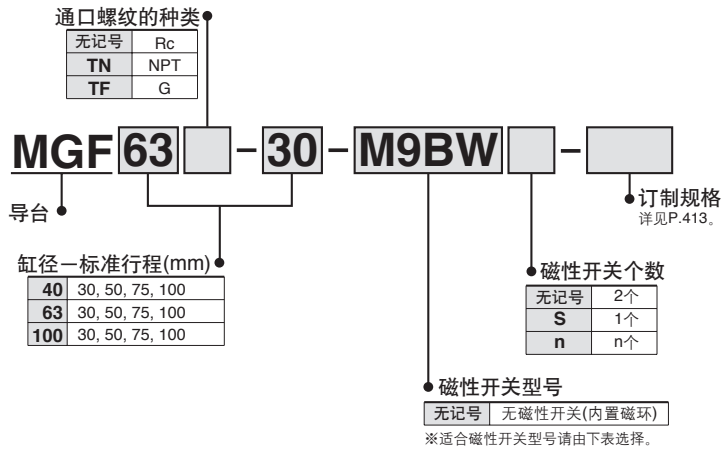 通口螺纹的种类
无记号 Rc
TN NPT
TF G
MGF 63 - 30 - M9BW -
导台
订制规格
详见P.413。
缸径－标准行程(mm)
40 30, 50, 75, 100
63 30, 50, 75, 100
100 30, 50, 75, 100
磁性开关个数
无记号 2个
S 1个
n n个
磁性开关型号
无记号 无磁性开关(内置磁环)
※适合磁性开关型号请由下表选择。